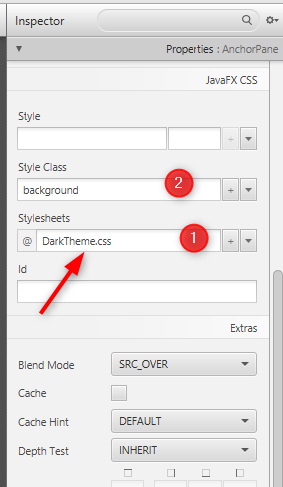 Inspector
Properties : AnchorPane
JavaFX CSS
Style
Style Class
background
2
Stylesheets
@ DarkTheme.css
1
Id
Extras
Blend Mode SRC_OVER
Cache
Cache Hint DEFAULT
Depth Test INHERIT